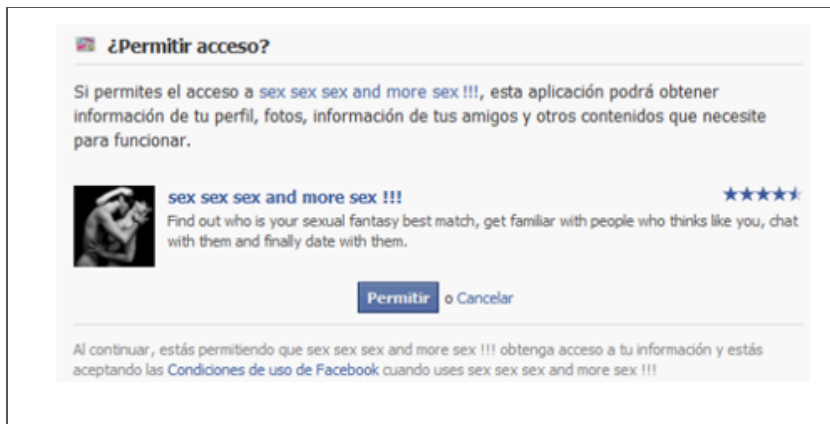 ¿Permitir acceso?
Si permites el acceso a sex sex sex and more sex !!!, esta aplicación podrá obtener
información de tu perfil, fotos, información de tus amigos y otros contenidos que necesite
para funcionar.
sex sex sex and more sex !!!
Find out who is your sexual fantasy best match, get familiar with people who thinks like you, chat
with them and finally date with them.
Permitir o Cancelar
Al continuar, estás permitiendo que sex sex sex and more sex !!! obtenga acceso a tu información y estás
aceptando las Condiciones de uso de Facebook cuando uses sex sex sex and more sex !!!